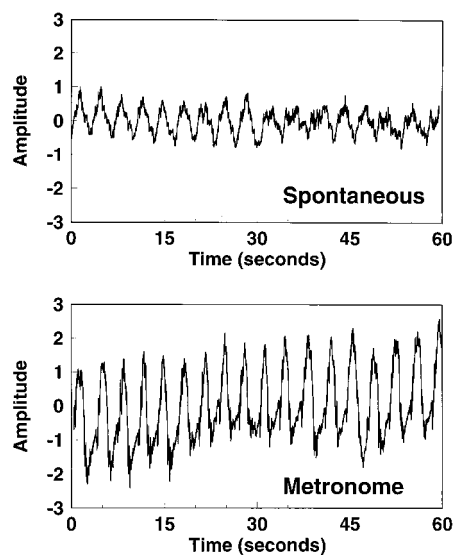 3
2
1
0
-1
-2
-3
Amplitude
Spontaneous
0 15 30 45 60
Time (seconds)
3
2
1
0
-1
-2
-3
Amplitude
Metronome
0 15 30 45 60
Time (seconds)